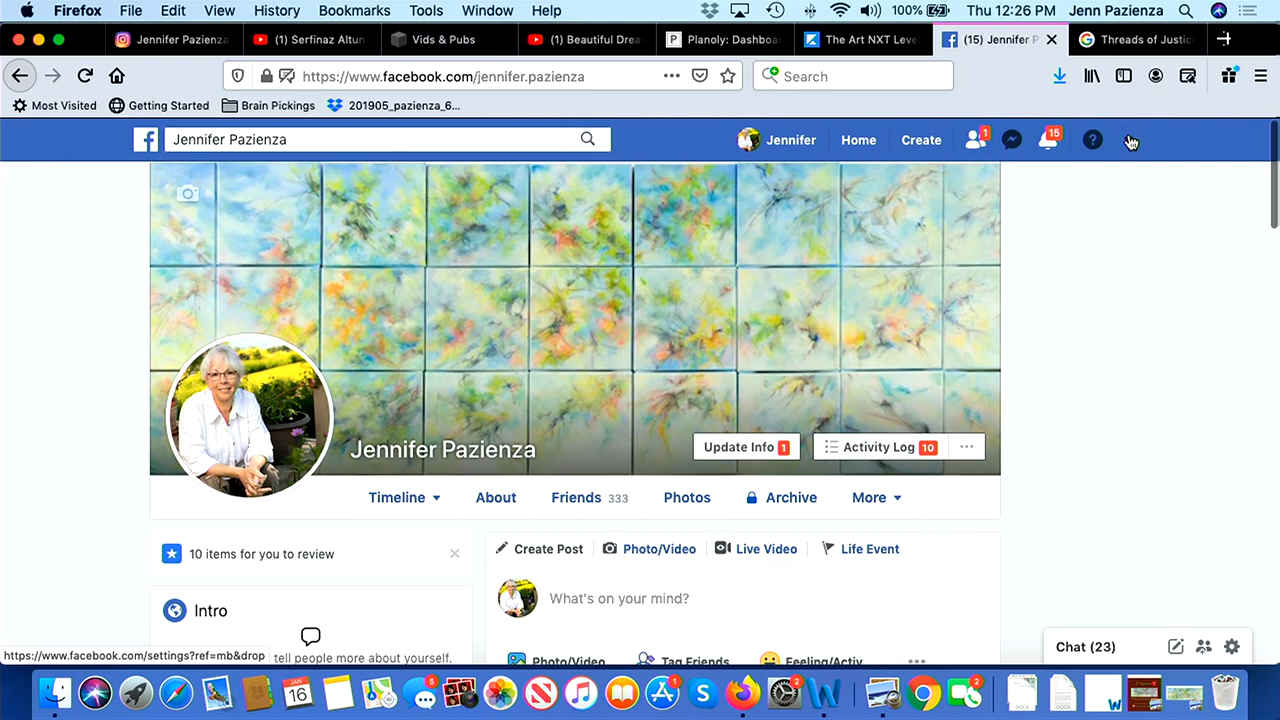 Firefox File Edit View History Bookmarks Tools Window Help 100% Thu 12:26 PM Jenn Pazienza
Jennifer Pazienza (1) Serfinaz Altun Vids & Pubs (1) Beautiful Drea P Planoly: Dashboa The Art NXT Leve (15) Jennifer P Threads of Justic
https://www.facebook.com/jennifer.pazienza Search
Most Visited Getting Started Brain Pickings 201905_pazienza_6...
f Jennifer Pazienza Jennifer Home Create 1 15 ?
Jennifer Pazienza Update Info 1 Activity Log 10
Timeline About Friends 333 Photos Archive More
10 items for you to review Create Post Photo/Video Live Video Life Event
What's on your mind?
Intro
https://www.facebook.com/settings?ref=mb&drop tell people more about yourself. Photo/Video Tag Friends Feeling/Activ Chat (23)
JAN 16 5 1 S 2 W 2 DOCX W